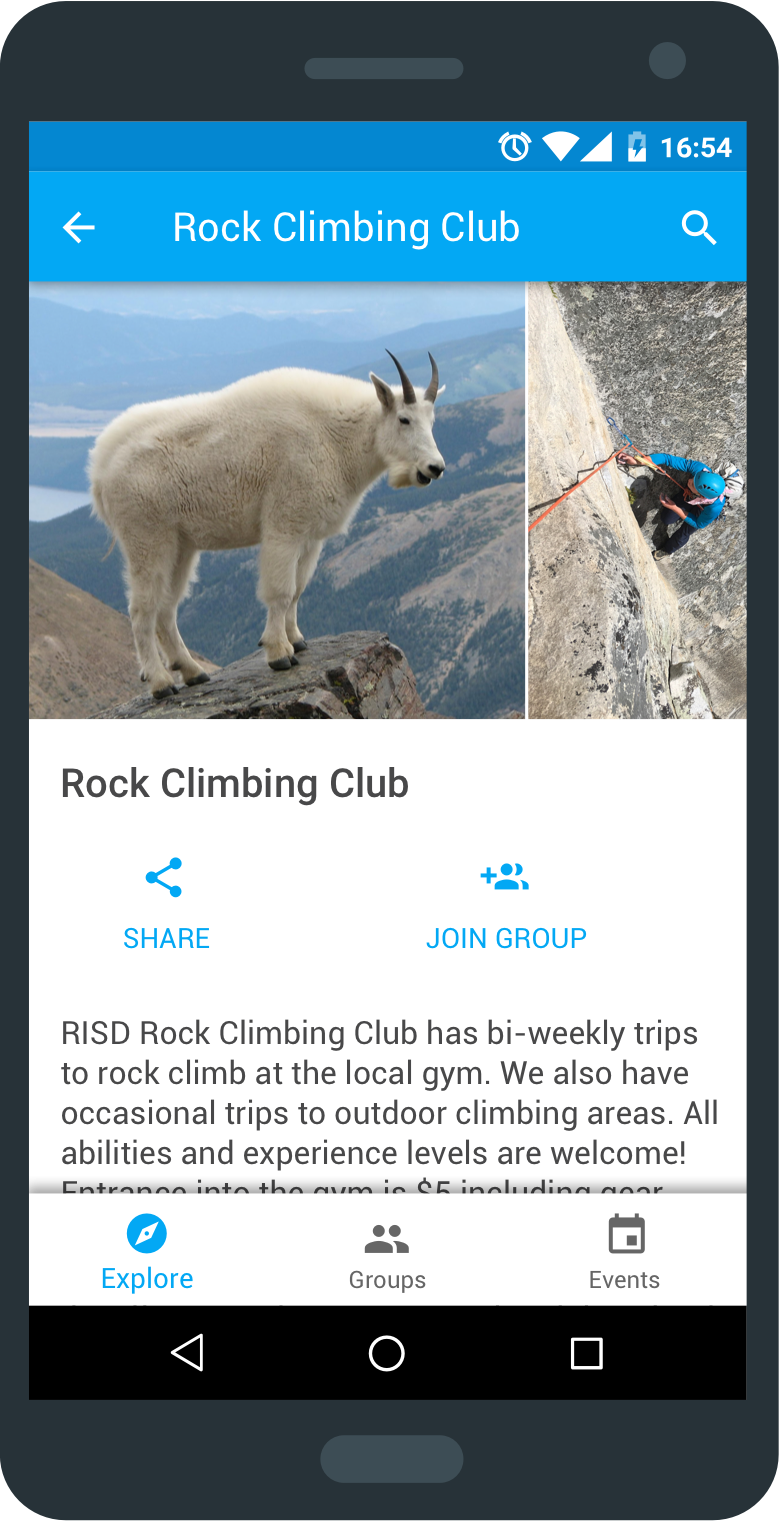 16:54
Rock Climbing Club
Rock Climbing Club
SHARE JOIN GROUP
RISD Rock Climbing Club has bi-weekly trips
to rock climb at the local gym. We also have
occasional trips to outdoor climbing areas. All
abilities and experience levels are welcome!
Entrance into the gym is $5 including gear
Explore Groups Events